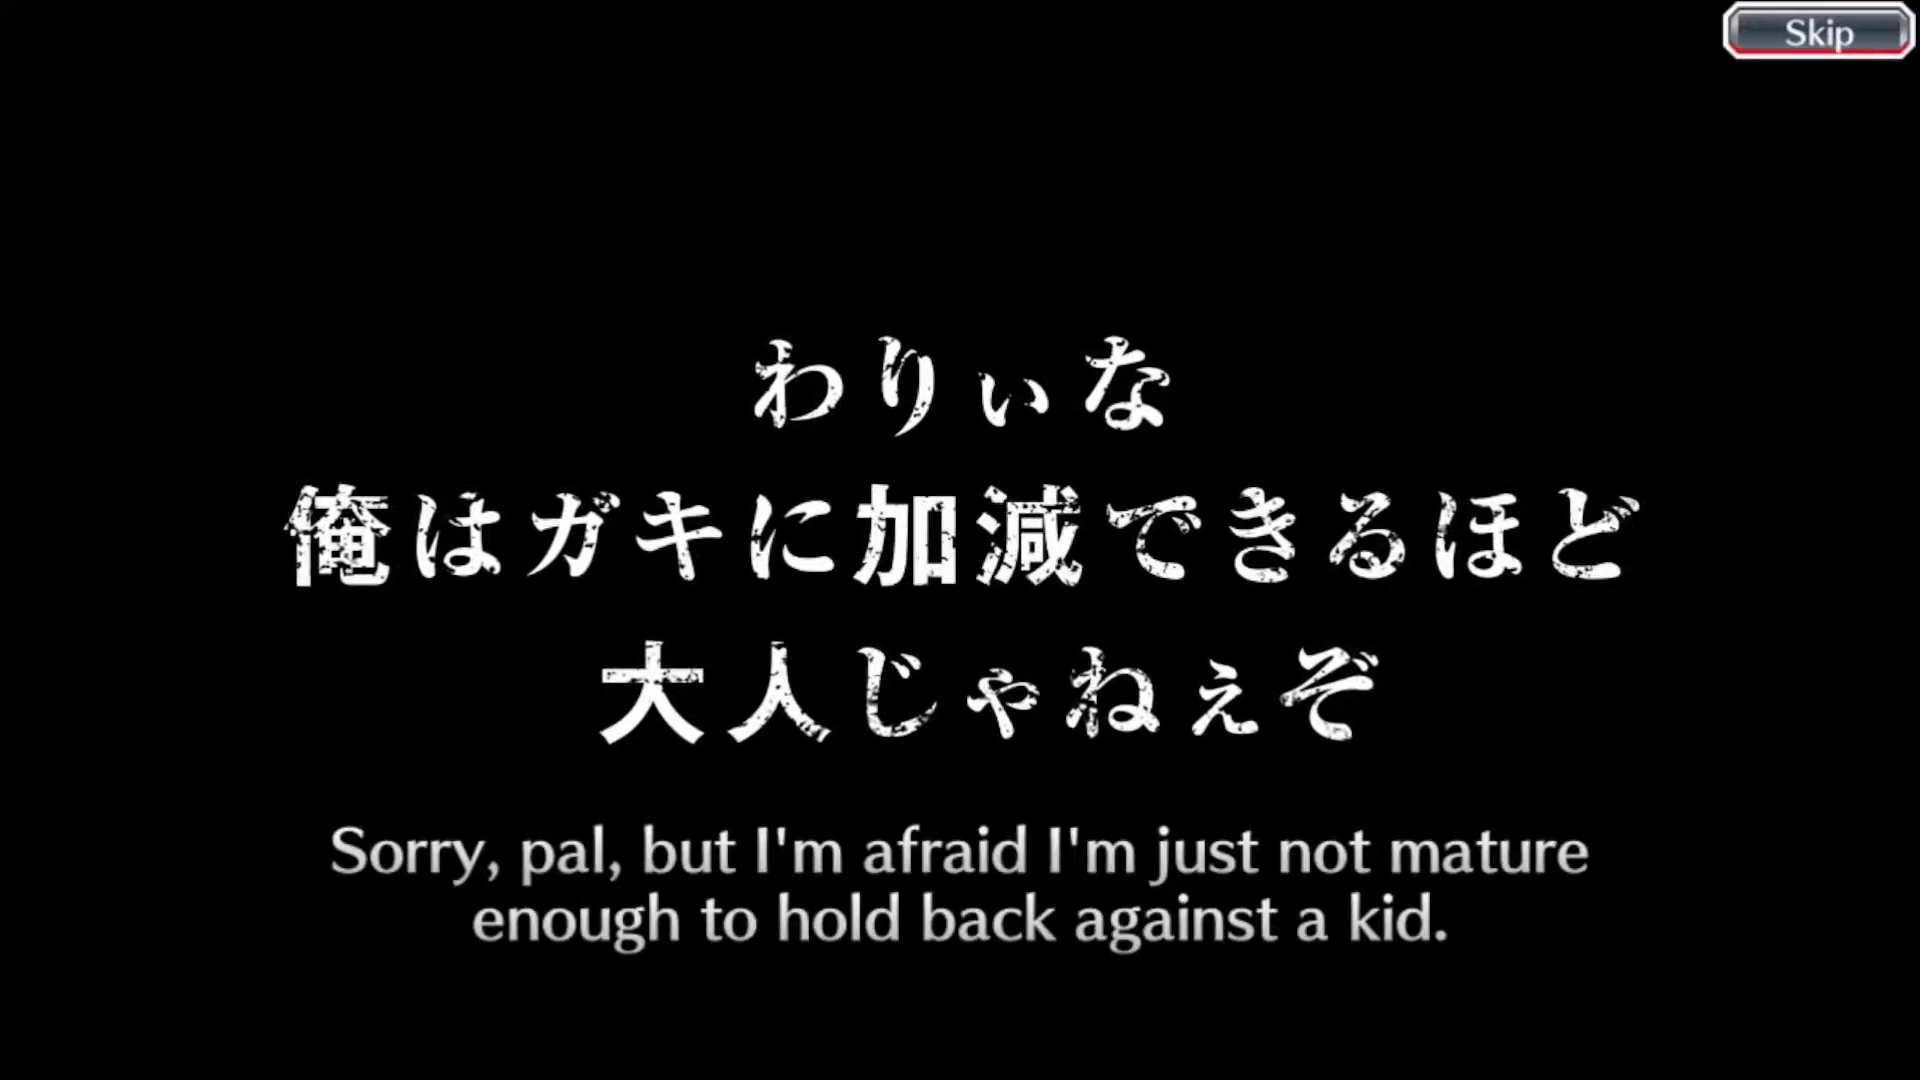 Skip
わりぃな
俺はガキに加減できるほど
大人じゃねぇぞ
Sorry, pal, but I'm afraid I'm just not mature
enough to hold back against a kid.